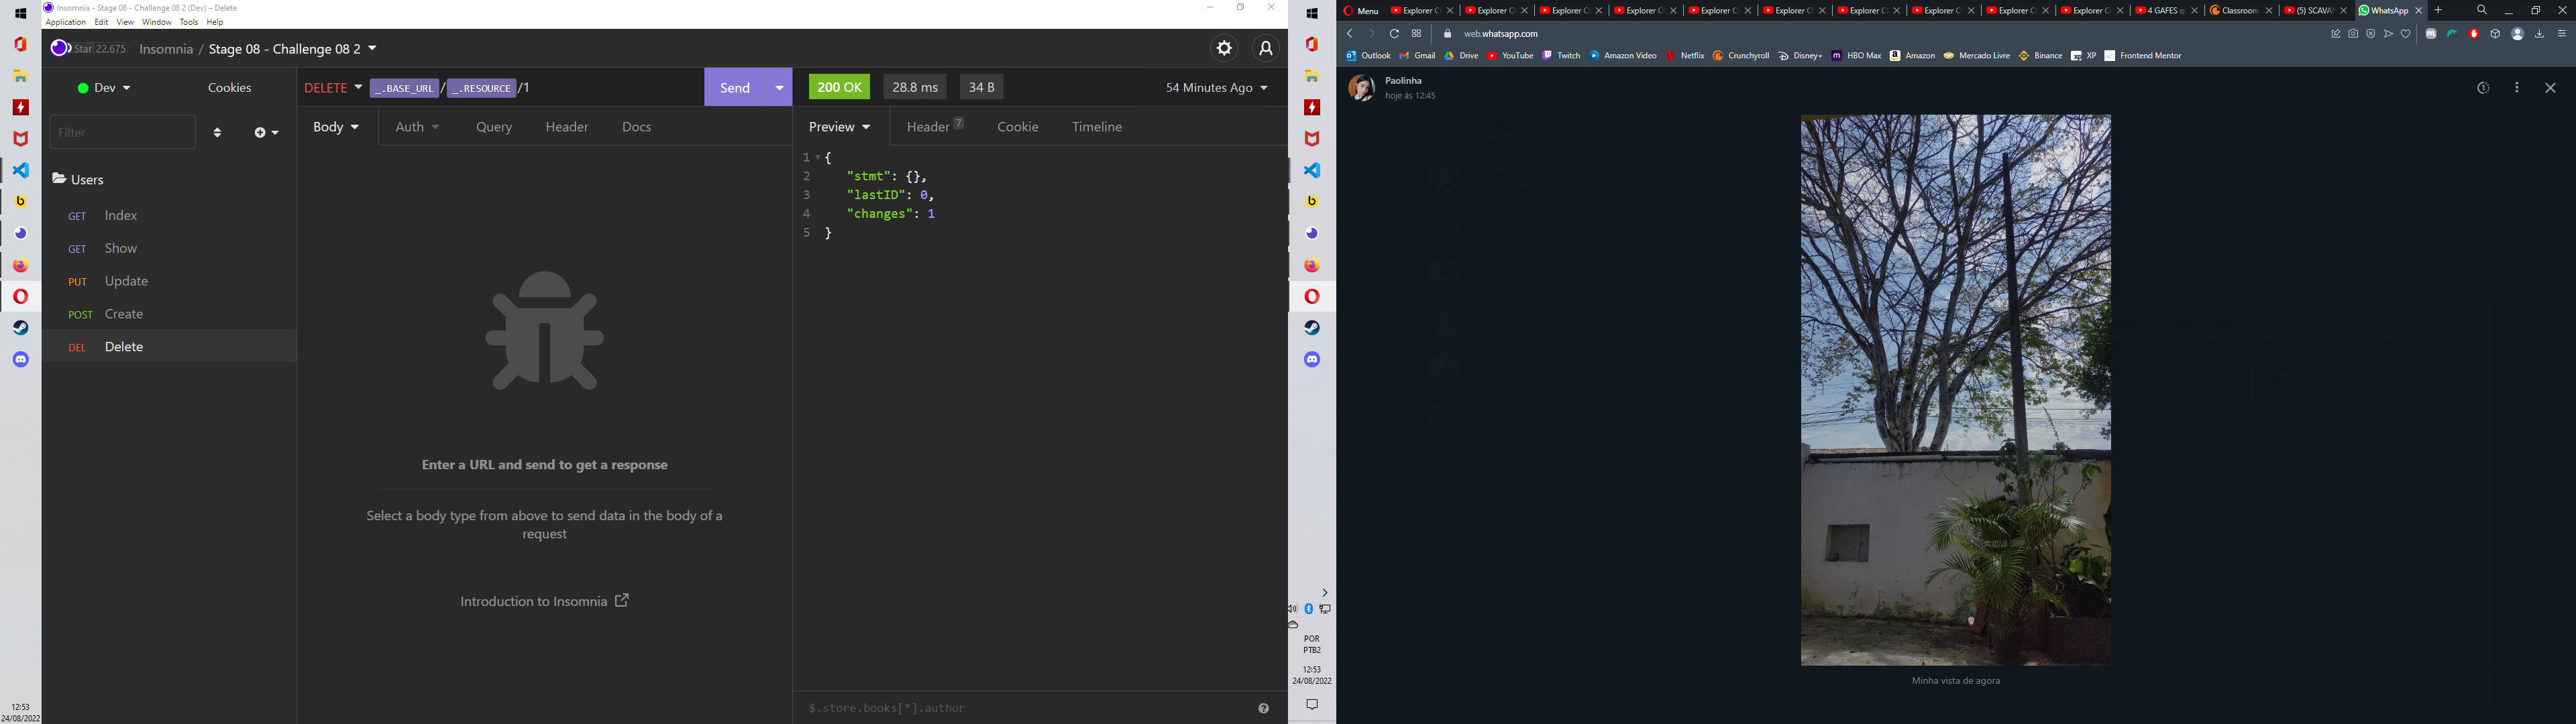 Insomnia - Stage 08 - Challenge 08 2 (Dev) – Delete
Application Edit View Window Tools Help
Star 22.675 Insomnia / Stage 08 - Challenge 08 2
Dev Cookies
DELETE _.BASE_URL / _.RESOURCE /1 Send
200 OK 28.8 ms 34 B 54 Minutes Ago
Filter
Body Auth Query Header Docs
Preview Header 7 Cookie Timeline
Users
GET Index
GET Show
PUT Update
POST Create
DEL Delete
Enter a URL and send to get a response
Select a body type from above to send data in the body of a
request
Introduction to Insomnia
1 {
2 "stmt": {},
3 "lastID": 0,
4 "changes": 1
5 }
$.store.books[*].author
12:53
24/08/2022
POR
PTB2
12:53
24/08/2022
Menu Explorer Explorer Explorer Explorer Explorer Explorer Explorer Explorer Explorer Explorer 4 GAFES Classroom (5) SCAVA WhatsApp
web.whatsapp.com
Outlook Gmail Drive YouTube Twitch Amazon Video Netflix Crunchyroll Disney+ HBO Max Amazon Mercado Livre Binance XP Frontend Mentor
Paolinha
hoje às 12:45
Minha vista de agora